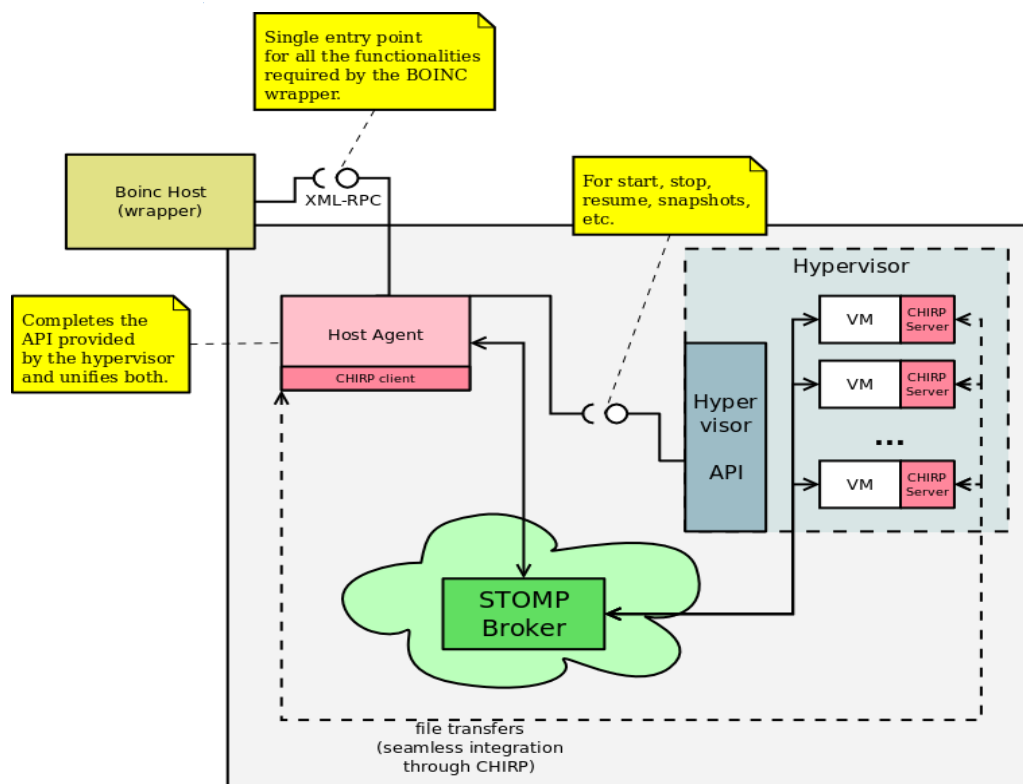 Single entry point
for all the functionalities
required by the BOINC
wrapper.
Boinc Host
(wrapper)
XML-RPC
For start, stop,
resume, snapshots,
etc.
Hypervisor
Completes the
API provided
by the hypervisor
and unifies both.
Host Agent
CHIRP client
VM
CHIRP
Server
VM
CHIRP
Server
...
VM
CHIRP
Server
Hyper
visor
API
STOMP
Broker
file transfers
(seamless integration
through CHIRP)